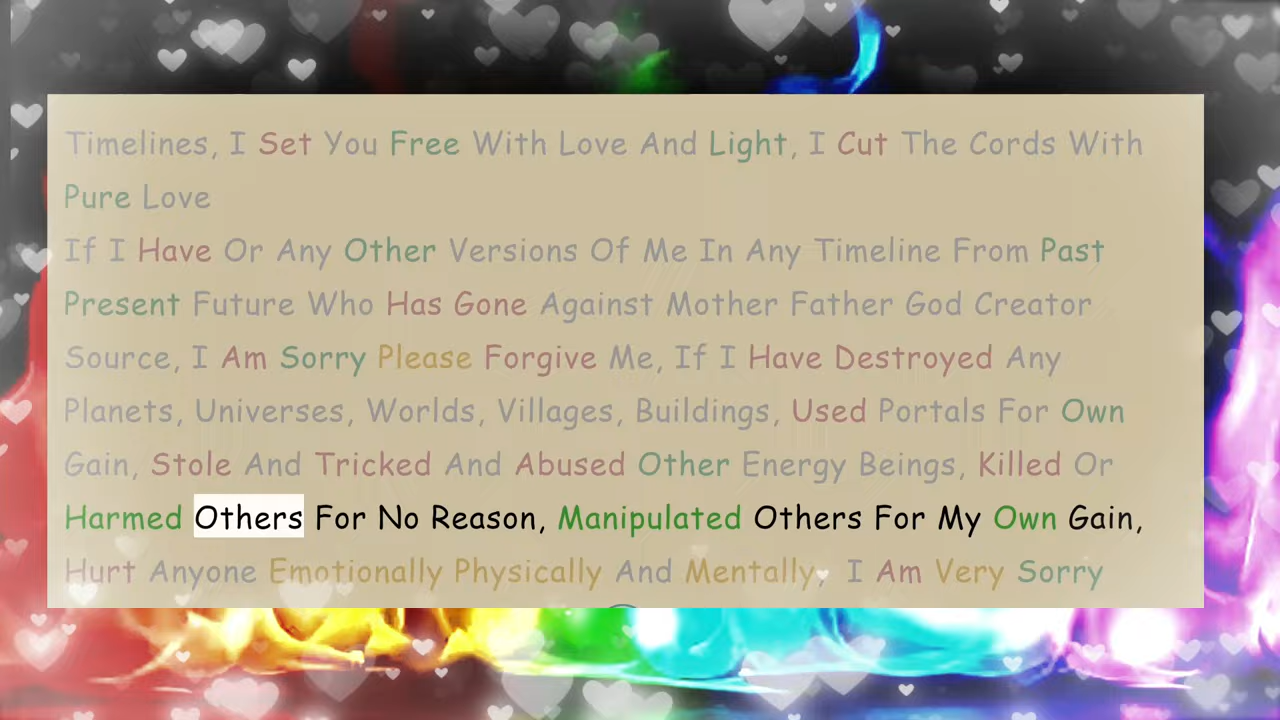 Timelines, I Set You Free With Love And Light, I Cut The Cords With
Pure Love
If I Have Or Any Other Versions Of Me In Any Timeline From Past
Present Future Who Has Gone Against Mother Father God Creator
Source, I Am Sorry Please Forgive Me, If I Have Destroyed Any
Planets, Universes, Worlds, Villages, Buildings, Used Portals For Own
Gain, Stole And Tricked And Abused Other Energy Beings, Killed Or
Harmed Others For No Reason, Manipulated Others For My Own Gain,
Hurt Anyone Emotionally Physically And Mentally, I Am Very Sorry